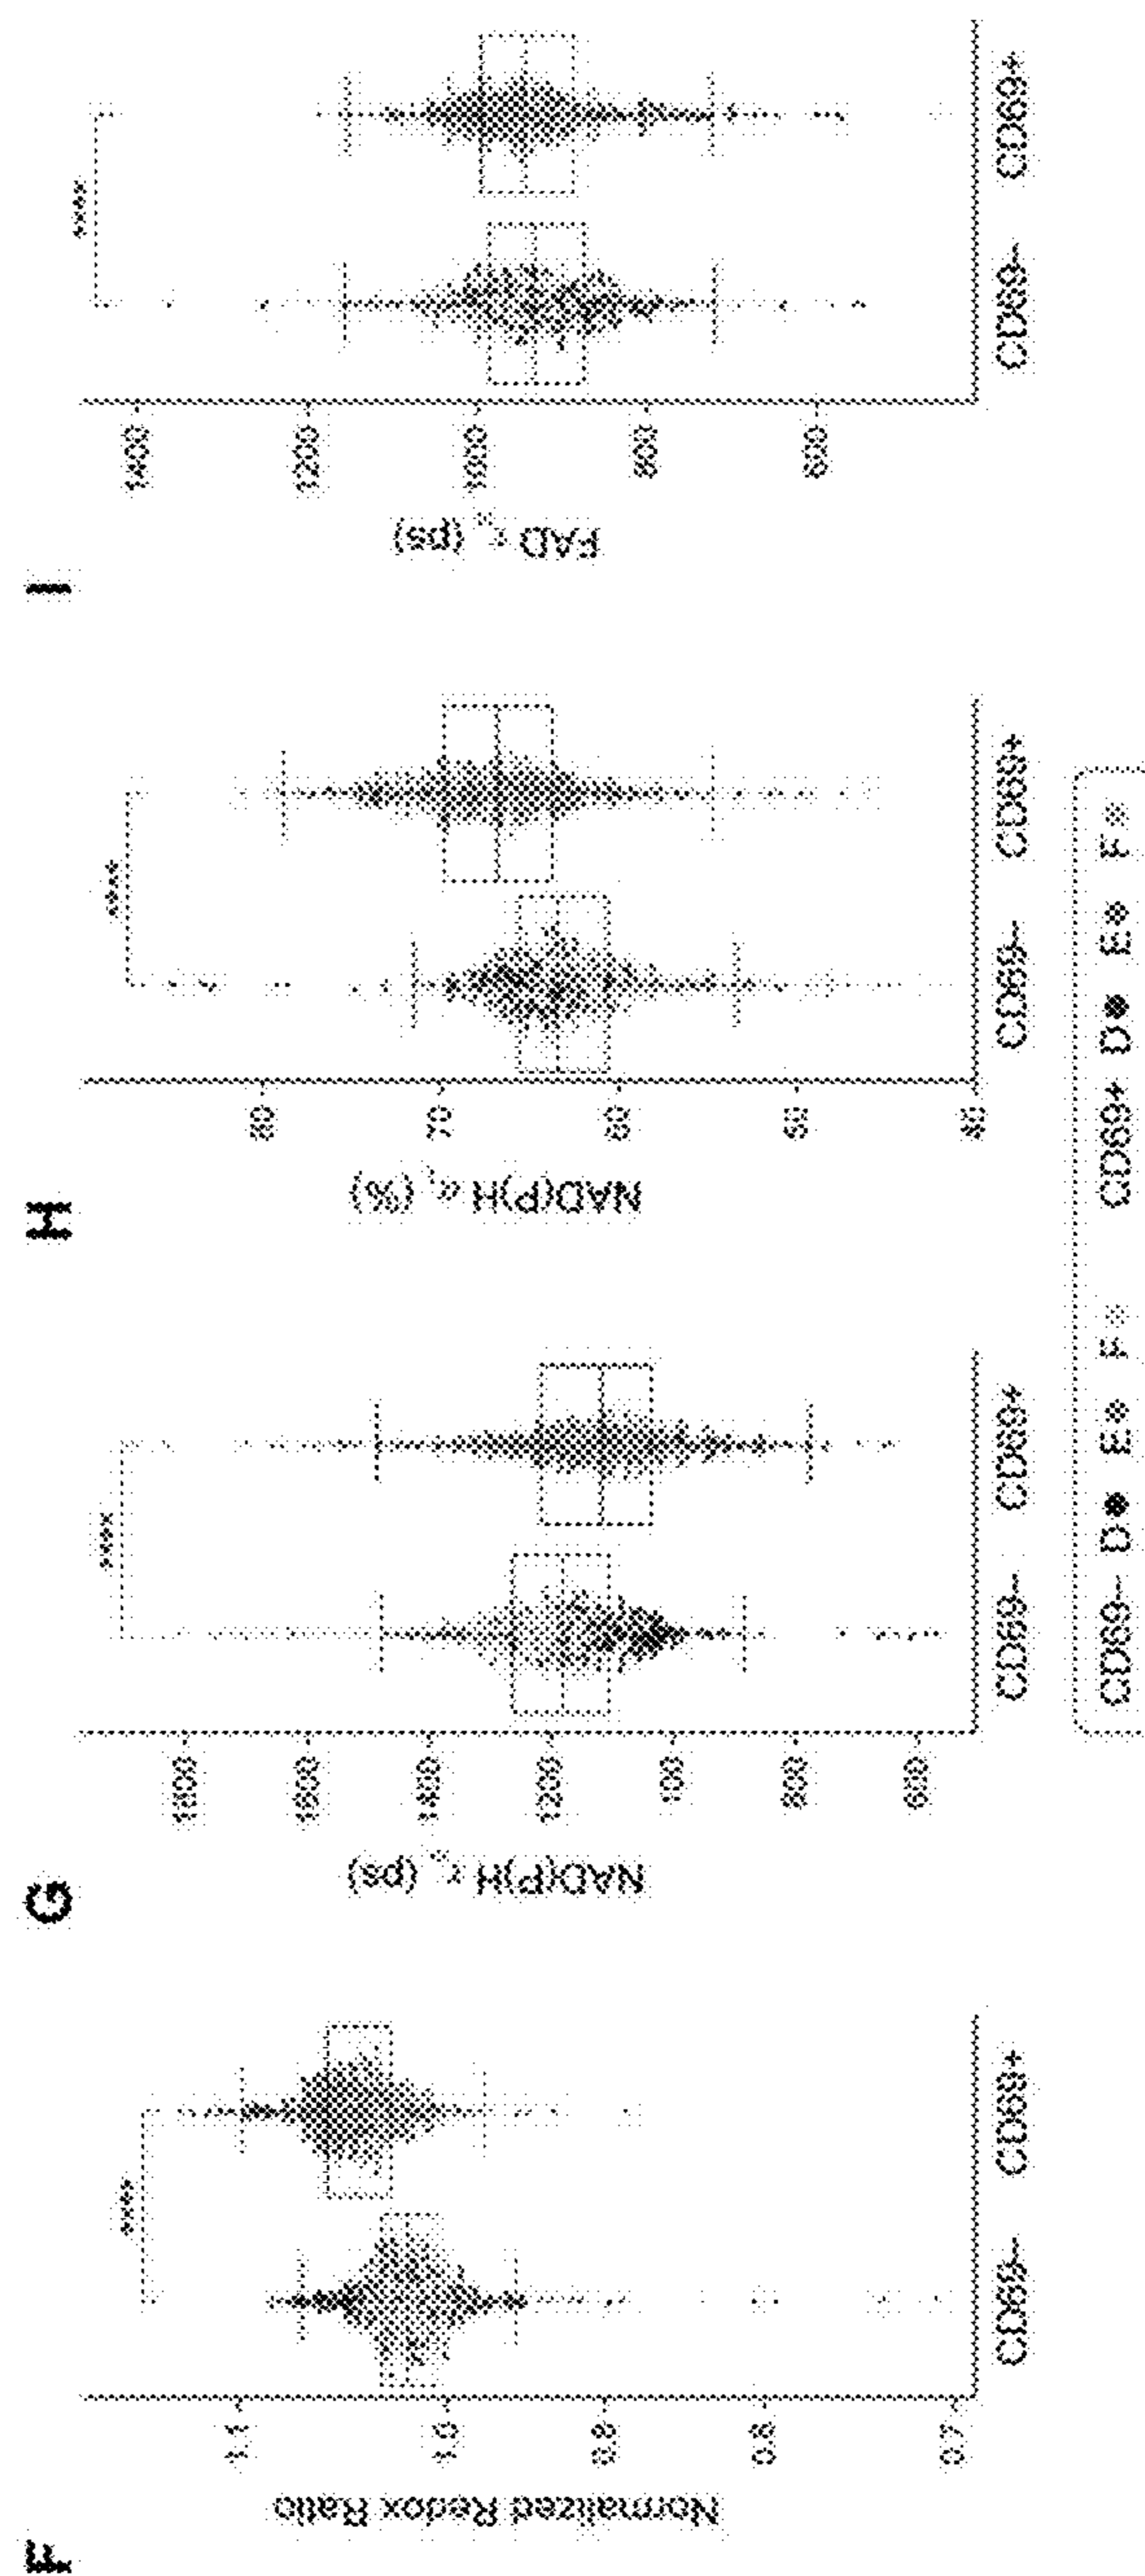 F
Normalized Redox Ratio
1.1
1.0
0.9
0.8
0.7
****
CD69– CD69+
G
NAD(P)H τₘ (ps)
1800
1600
1400
1200
100
800
600
****
CD69– CD69+
H
NAD(P)H α₁ (%)
80
70
60
50
40
****
CD69– CD69+
I
FAD τₘ (ps)
1400
1200
1000
800
600
****
CD69– CD69+
CD69– D E F CD69+ D E F